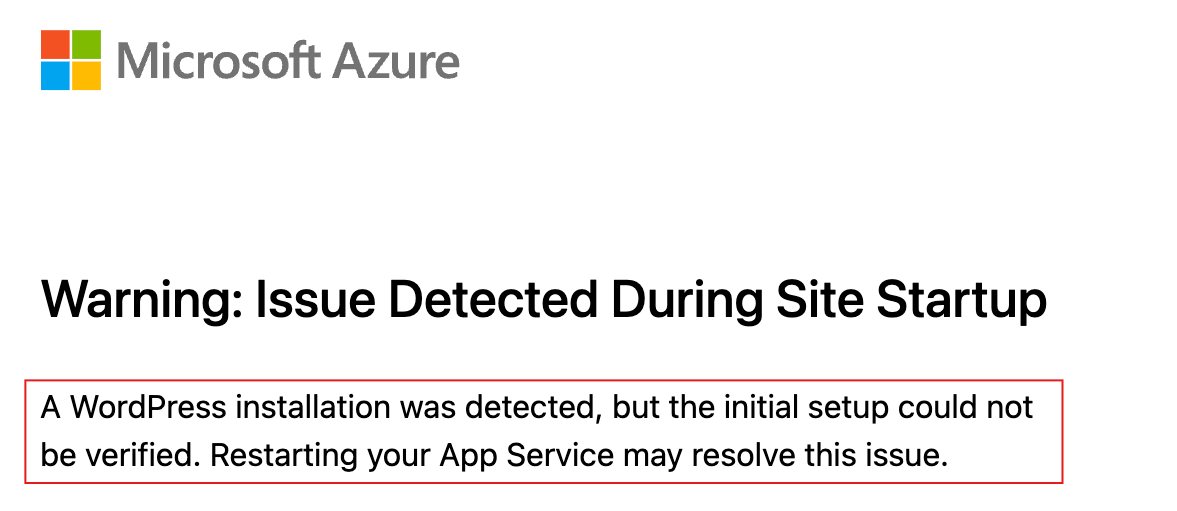 Microsoft Azure
Warning: Issue Detected During Site Startup
A WordPress installation was detected, but the initial setup could not
be verified. Restarting your App Service may resolve this issue.